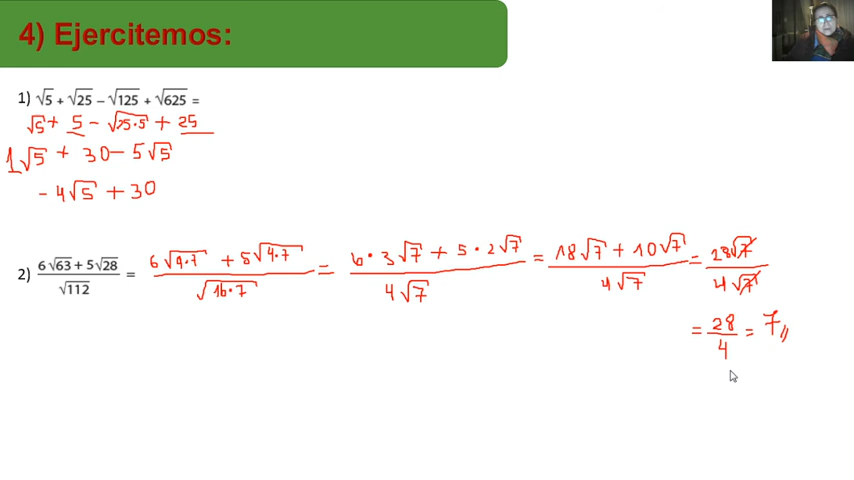 4) Ejercitemos:
1) √5 + √25 − √125 + √625 =
√5 + 5 − √25·5 + 25
1√5 + 30 − 5√5
− 4√5 + 30
2) (6√63 + 5√28)/√112 = (6√9·7 + 5√4·7)/√16·7 = (6·3√7 + 5·2√7)/4√7 = (18√7 + 10√7)/4√7 = 28√7/4√7
= 28/4 = 7//